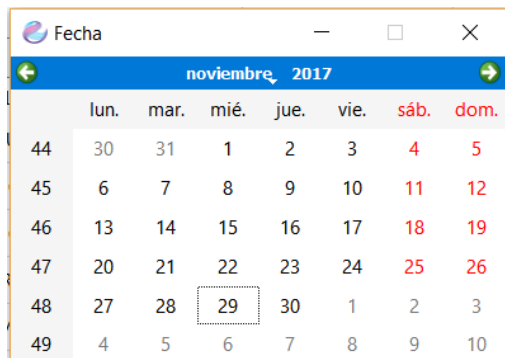 Fecha
noviembre 2017
lun. mar. mié. jue. vie. sáb. dom.
44 30 31 1 2 3 4 5
45 6 7 8 9 10 11 12
46 13 14 15 16 17 18 19
47 20 21 22 23 24 25 26
48 27 28 29 30 1 2 3
49 4 5 6 7 8 9 10